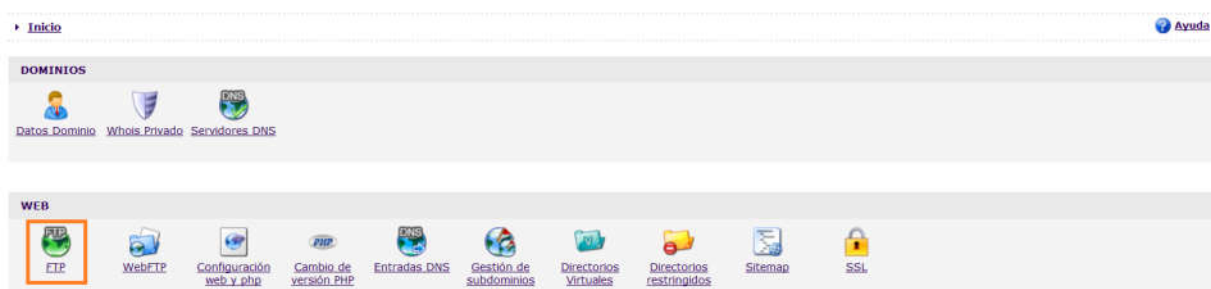 Inicio
Ayuda
DOMINIOS
DNS
Datos Dominio Whois Privado Servidores DNS
WEB
FTP PHP DNS
FTP WebFTP Configuración web y php Cambio de versión PHP Entradas DNS Gestión de subdominios Directorios Virtuales Directorios restringidos Sitemap SSL